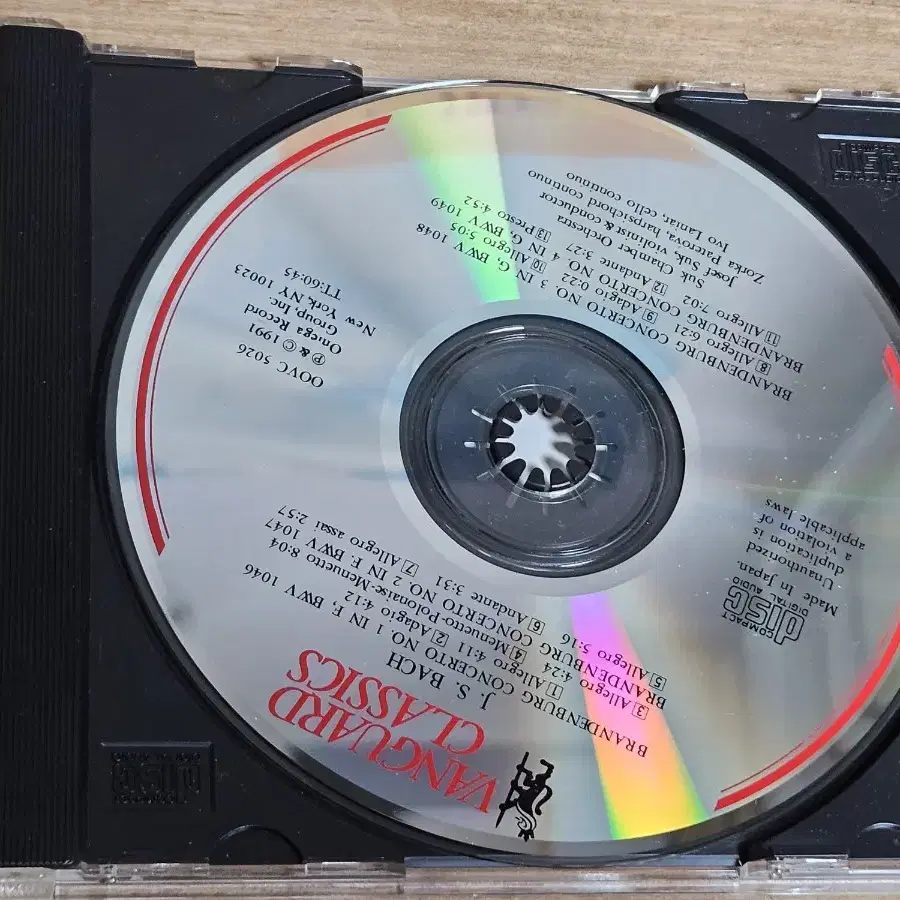 VANGUARD
CLASSICS
J. S. BACH
BRANDENBURG CONCERTO NO. 1 IN F, BWV 1046
1 Allegro 4:11 2 Adagio 4:12
3 Allegro 4:24 4 Menuetto-Polonaise-Menuetto 8:04
BRANDENBURG CONCERTO NO. 2 IN F. BWV 1047
5 Allegro 5:16 6 Andante 3:31 7 Allegro assai 2:57
COMPACT
disc
DIGITAL AUDIO
Made in Japan.
Unauthorized
duplication is
a violation of
applicable laws
OOVC 5026
℗ & © 1991
Omega Record
Group, Inc.
New York, NY 10023
TT:60:45
BRANDENBURG CONCERTO NO. 3 IN G, BWV 1048
8 Allegro 6:21 9 Adagio 0:22 10 Allegro 5:05
BRANDENBURG CONCERTO NO. 4 IN G, BWV 1049
11 Allegro 7:02 12 Andante 3:27 13 Presto 4:52
Suk Chamber Orchestra
Josef Suk violinist & conductor
Zorka Paterova, harpsichord continuo
Ivo Laniar, cello continuo
COMPACT
disc
disc